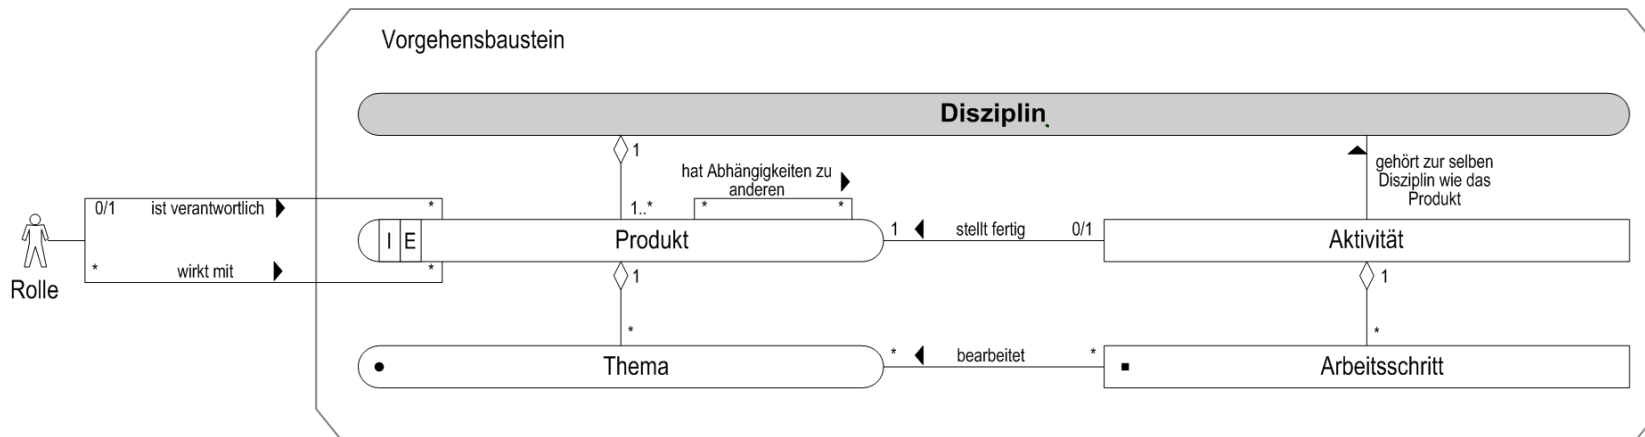 Vorgehensbaustein
Disziplin
1
hat Abhängigkeiten zu
anderen
gehört zur selben
Disziplin wie das
Produkt
0/1 ist verantwortlich *
1..*
* *
I E Produkt
1 stellt fertig 0/1
Aktivität
* wirkt mit *
Rolle
1
1
*
*
Thema
* bearbeitet *
Arbeitsschritt